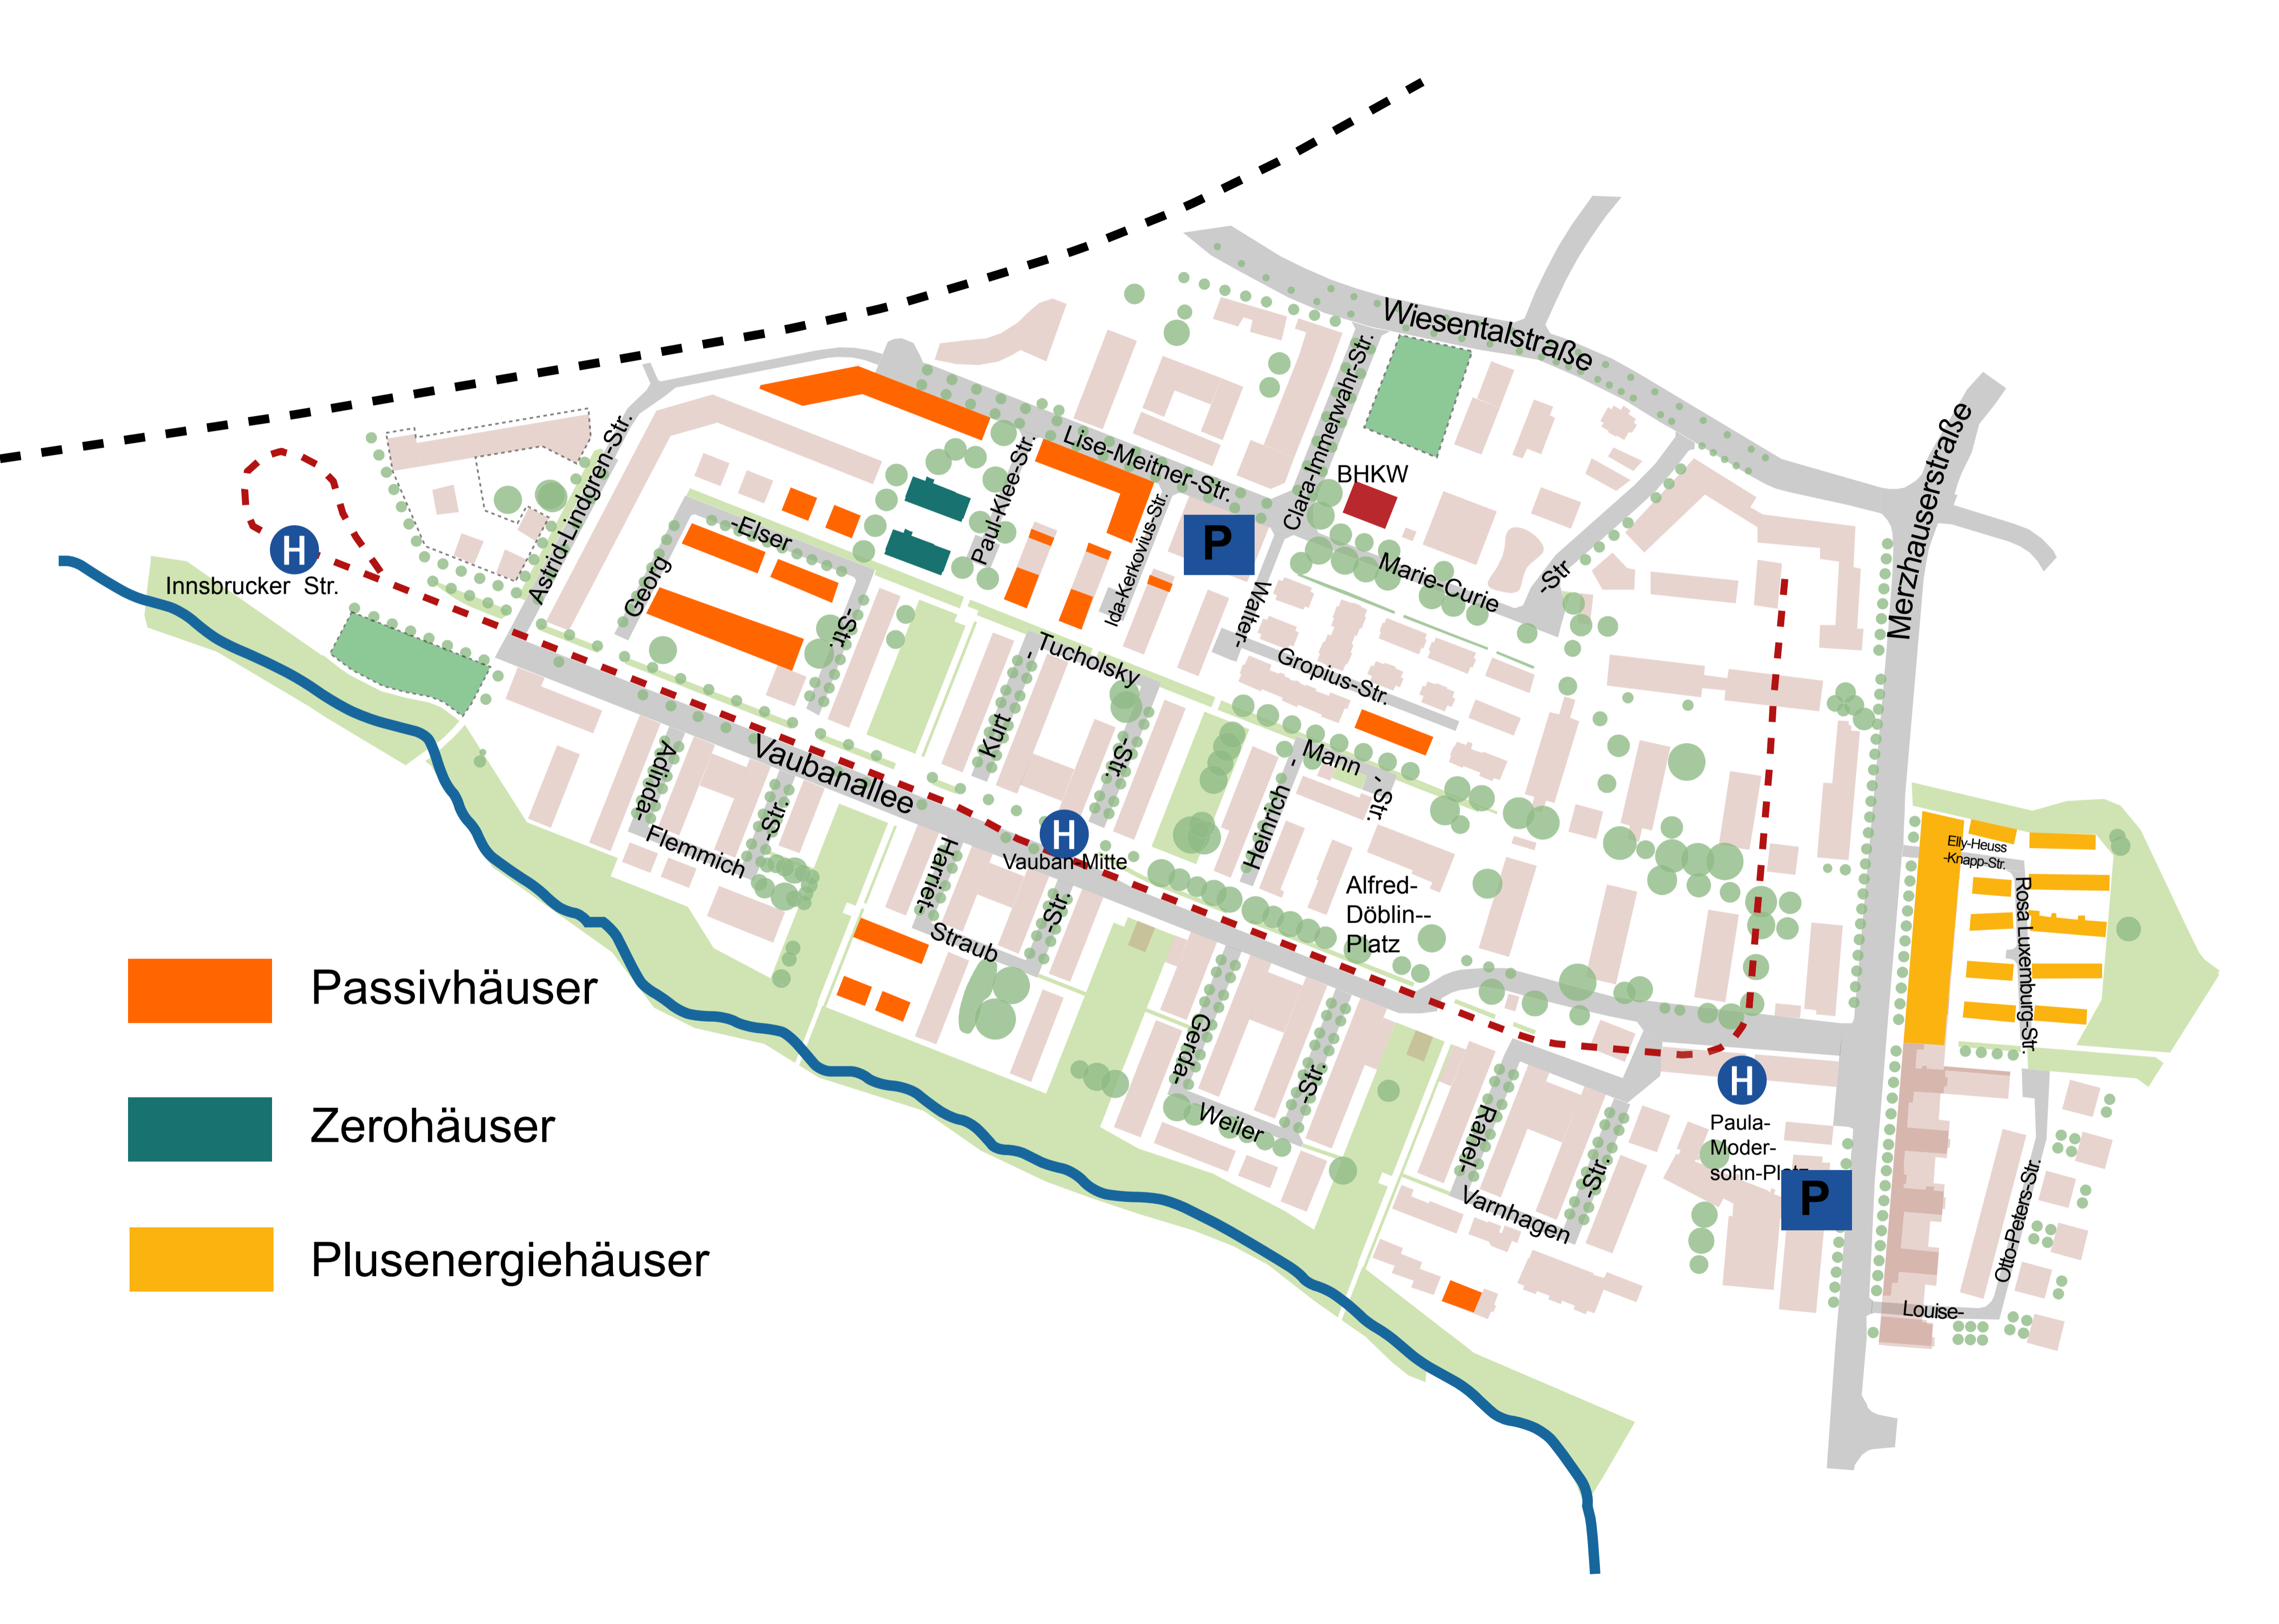 Wiesentalstraße
Merzhauserstraße
Lise-Meitner-Str.
Clara-Immerwahr-Str.
BHKW
P
Astrid-Lindgren-Str.
Paul-Klee-Str.
Ida-Kerkovius-Str.
Georg
-Elser
-Str.
H
Innsbrucker Str.
Marie-Curie
-Str
Walter-
Gropius-Str.
Kurt
-
Tucholsky
-Str.
Heinrich
-
Mann
-
Str.
Vaubanallee
Adinda-
Flemmich
-Str.
H
Vauban-Mitte
Harriet-
Straub
-Str.
Alfred-
Döblin--
Platz
Elly-Heuss
-Knapp-Str.
Rosa Luxemburg-Str.
Gerda-
Weiler
-Str.
Rahel-
Varnhagen
-Str.
H
Paula-
Moder-
sohn-Platz
P
Otto-Peters-Str.
Louise-
Passivhäuser
Zerohäuser
Plusenergiehäuser